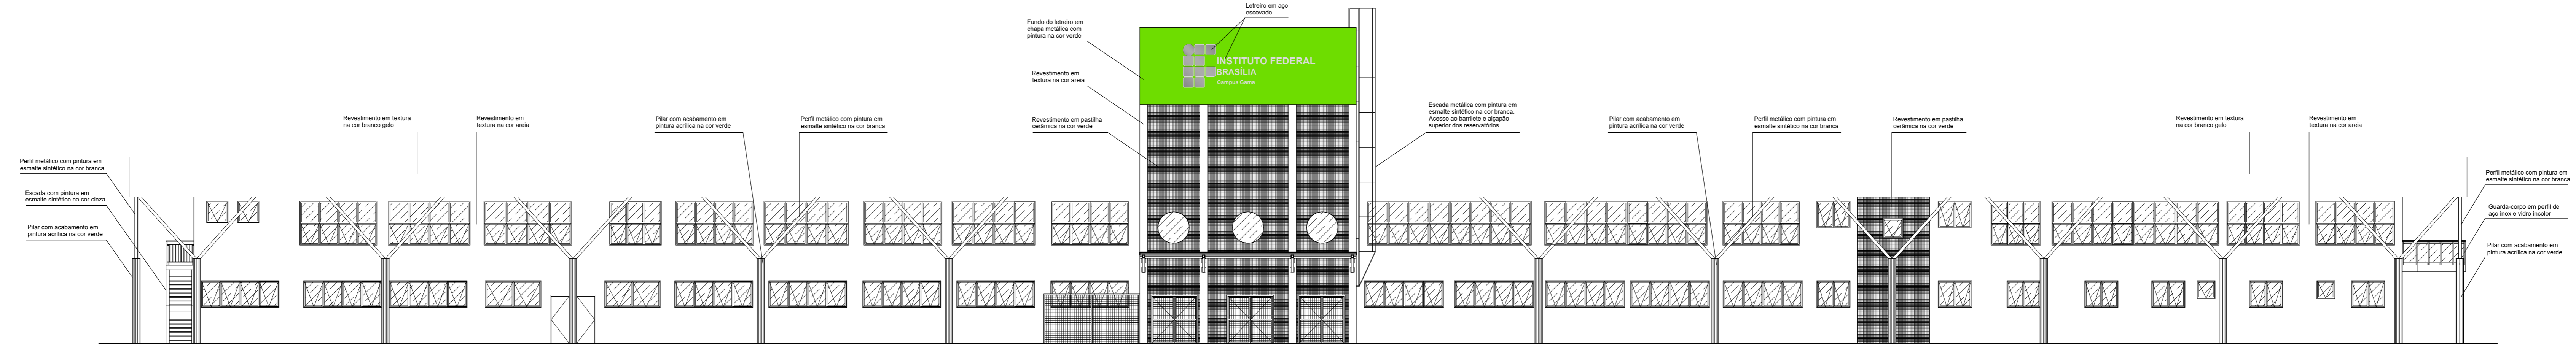 Letreiro em aço
escovado
Fundo do letreiro em
chapa metálica com
pintura na cor verde
INSTITUTO FEDERAL
BRASÍLIA
Campus Gama
Revestimento em
textura na cor areia
Revestimento em pastilha
cerâmica na cor verde
Escada metálica com pintura em
esmalte sintético na cor branca.
Acesso ao barrilete e alçapão
superior dos reservatórios
Revestimento em textura
na cor branco gelo
Revestimento em
textura na cor areia
Pilar com acabamento em
pintura acrílica na cor verde
Perfil metálico com pintura em
esmalte sintético na cor branca
Pilar com acabamento em
pintura acrílica na cor verde
Perfil metálico com pintura em
esmalte sintético na cor branca
Revestimento em pastilha
cerâmica na cor verde
Revestimento em textura
na cor branco gelo
Revestimento em
textura na cor areia
Perfil metálico com pintura em
esmalte sintético na cor branca
Escada com pintura em
esmalte sintético na cor cinza
Pilar com acabamento em
pintura acrílica na cor verde
Perfil metálico com pintura em
esmalte sintético na cor branca
Guarda-corpo em perfil de
aço inox e vidro incolor
Pilar com acabamento em
pintura acrílica na cor verde